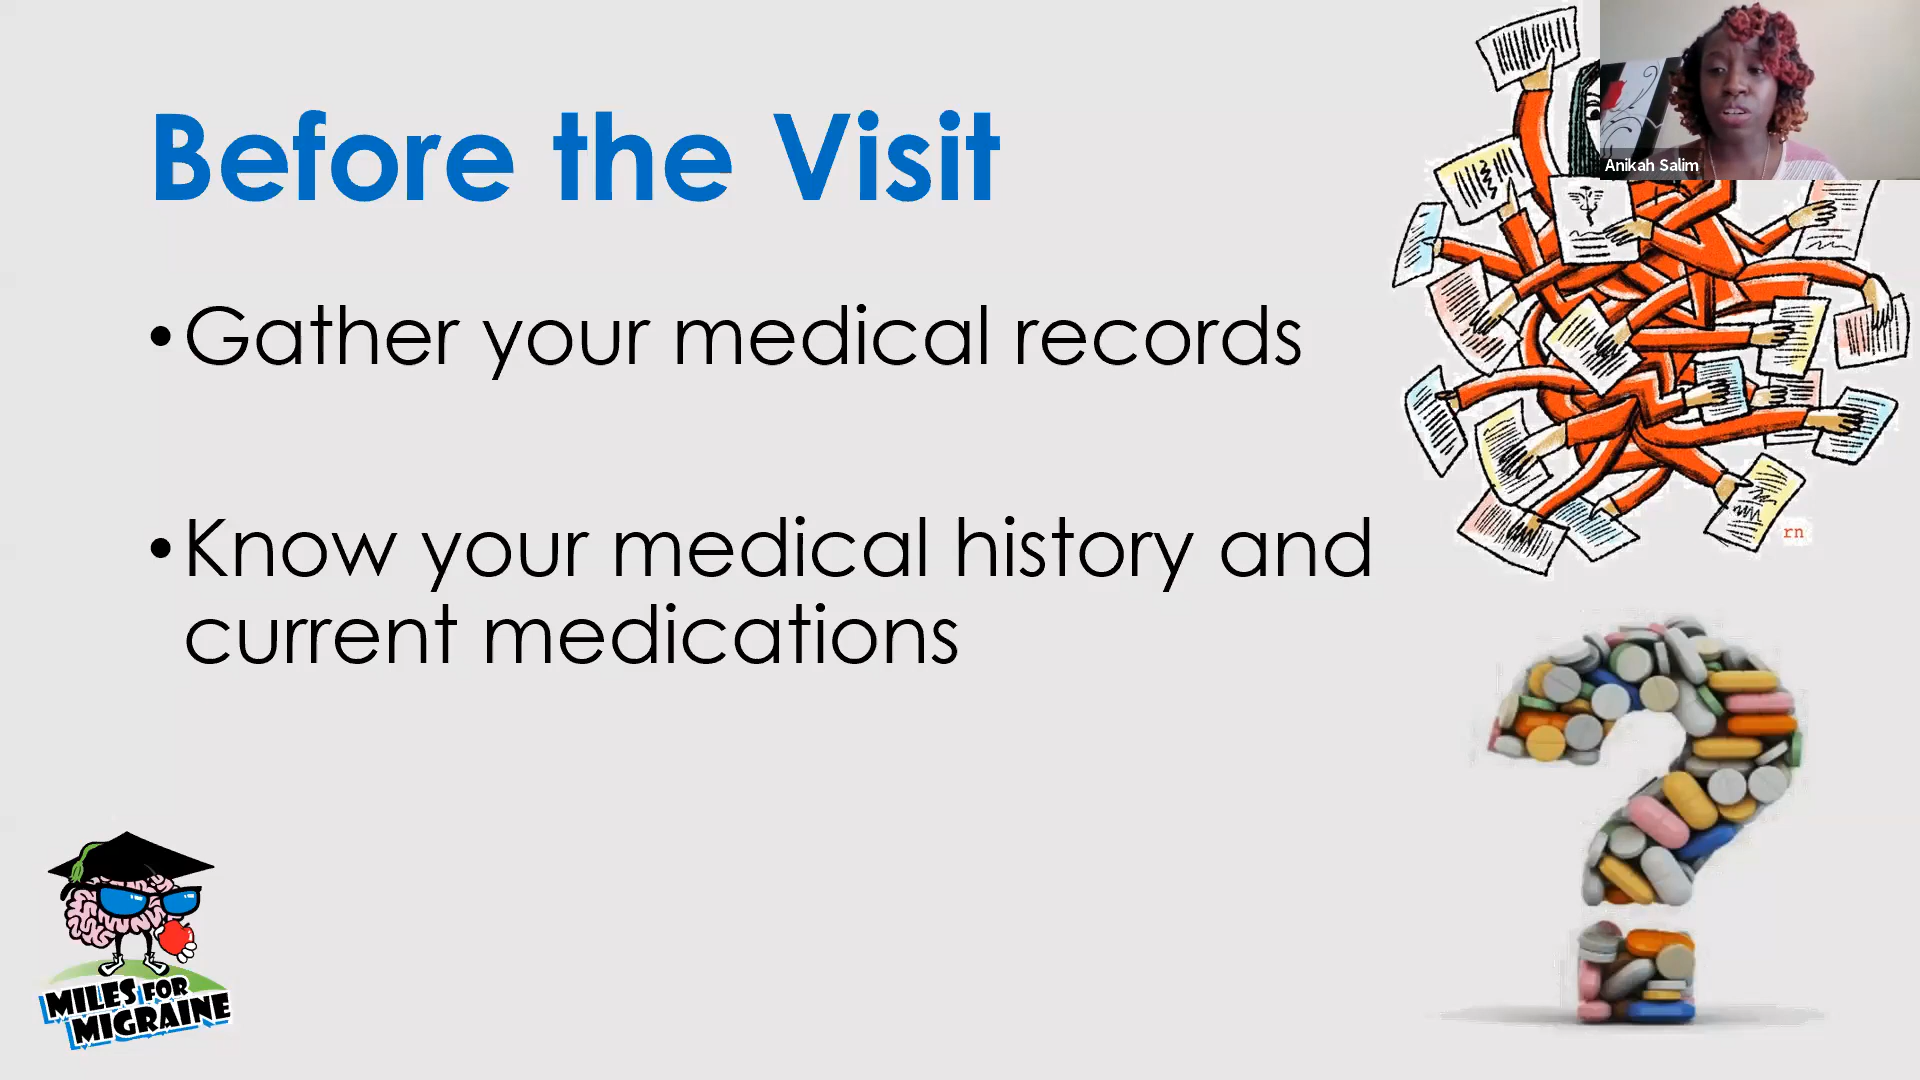 Before the Visit
Anikah Salim
•Gather your medical records
•Know your medical history and
current medications
rn
MILES FOR
MIGRAINE